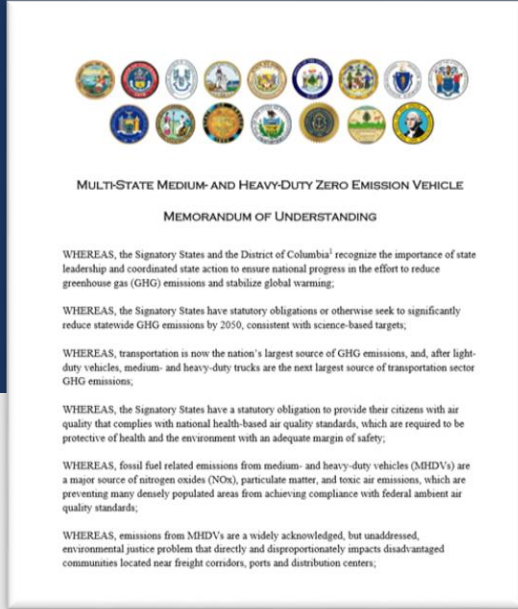 MULTI-STATE MEDIUM- AND HEAVY-DUTY ZERO EMISSION VEHICLE
MEMORANDUM OF UNDERSTANDING
WHEREAS, the Signatory States and the District of Columbia¹ recognize the importance of state
leadership and coordinated state action to ensure national progress in the effort to reduce
greenhouse gas (GHG) emissions and stabilize global warming;
WHEREAS, the Signatory States have statutory obligations or otherwise seek to significantly
reduce statewide GHG emissions by 2050, consistent with science-based targets;
WHEREAS, transportation is now the nation's largest source of GHG emissions, and, after light-
duty vehicles, medium- and heavy-duty trucks are the next largest source of transportation sector
GHG emissions;
WHEREAS, the Signatory States have a statutory obligation to provide their citizens with air
quality that complies with national health-based air quality standards, which are required to be
protective of health and the environment with an adequate margin of safety;
WHEREAS, fossil fuel related emissions from medium- and heavy-duty vehicles (MHDVs) are
a major source of nitrogen oxides (NOx), particulate matter, and toxic air emissions, which are
preventing many densely populated areas from achieving compliance with federal ambient air
quality standards;
WHEREAS, emissions from MHDVs are a widely acknowledged, but unaddressed,
environmental justice problem that directly and disproportionately impacts disadvantaged
communities located near freight corridors, ports and distribution centers;